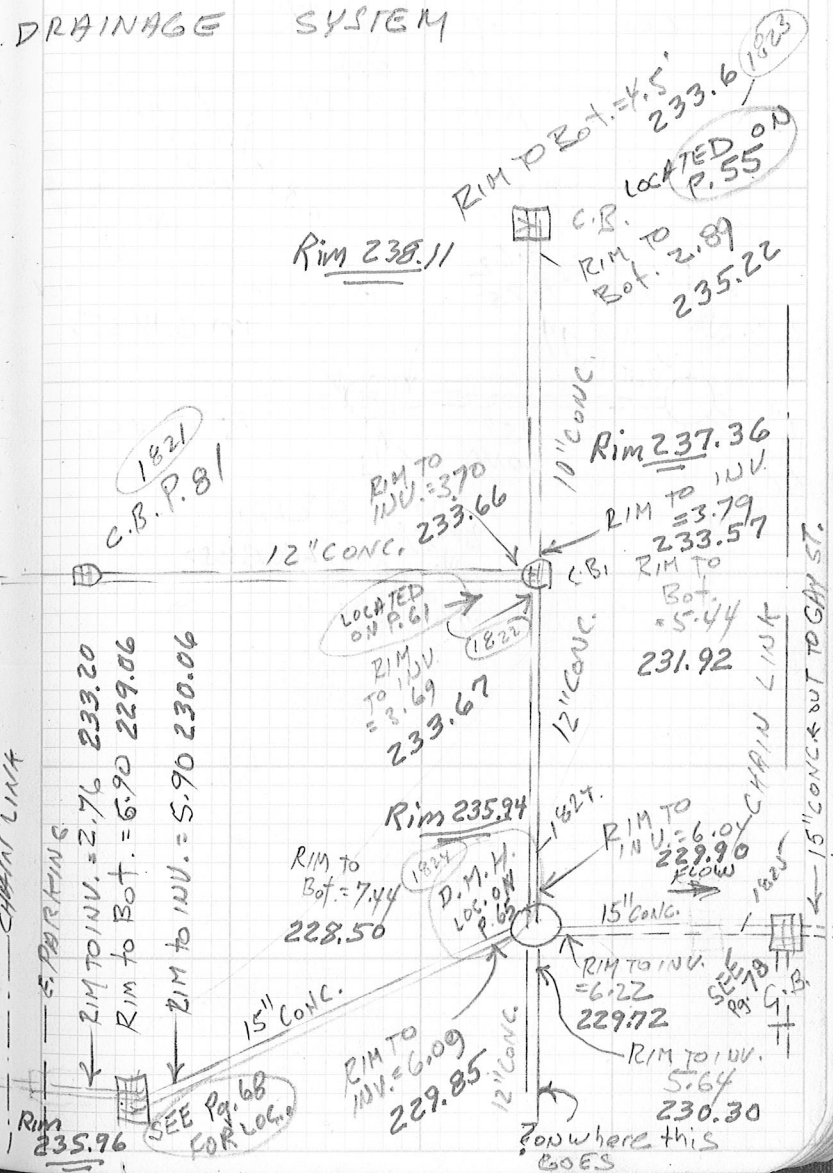 DRAINAGE SYSTEM
1823
RIM TO BOT. = 4.5'
233.6
LOCATED ON
P. 55
C.B.
RIM TO
BOT. 2.89
235.22
Rim 238.11
10" CONC.
1821
C.B. P. 81
12" CONC.
RIM TO
INV. = 3.70
233.66
Rim 237.36
RIM TO INV.
= 3.79
233.57
C.B.
RIM TO
BOT.
= 5.44
231.92
LOCATED
ON P. 61
1822
RIM
TO INV.
= 3.69
233.67
12" CONC.
CHAIN LINK
15" CONC. OUT TO GAY ST.
CHAIN LINK
E. PARKING
RIM TO INV. = 2.76 233.20
Rim to Bot. = 6.90 229.06
RIM to INV. = 5.90 230.06
Rim 235.94
1824
1824
RIM to
Bot. = 7.44
228.50
D.M.H.
LOC. ON
P. 65
RIM TO
INV. = 6.04
229.90
FLOW
15" CONC.
1825
SEE
Pg. 78
C.B.
RIM TO INV.
= 6.22
229.72
RIM TO INV.
5.64
230.30
15" CONC.
RIM TO
INV. = 6.09
229.85
12" CONC.
SEE Pg. 68
FOR LOC.
Rim
235.96
? on where this
GOES